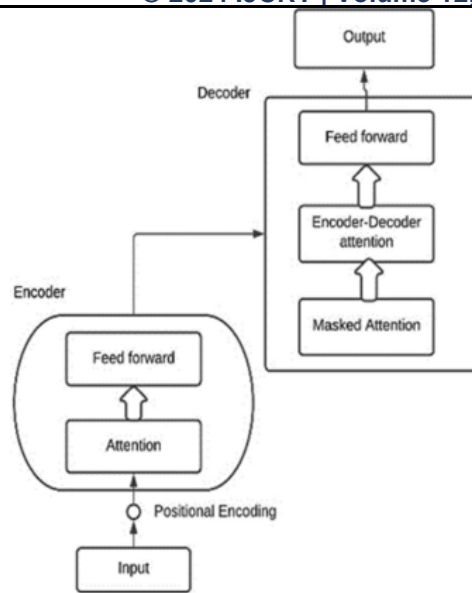 Output
Decoder
Feed forward
Encoder-Decoder
attention
Masked Attention
Encoder
Feed forward
Attention
Positional Encoding
Input